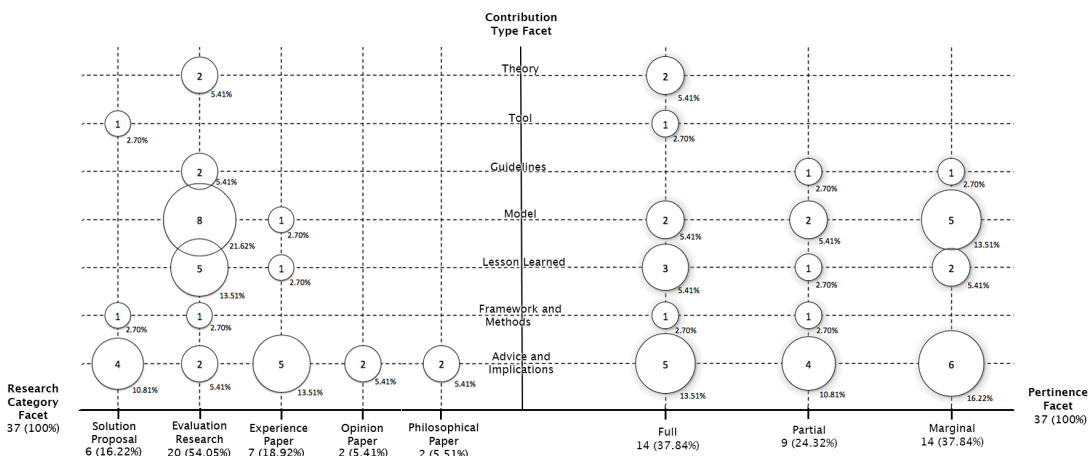 Contribution
Type Facet
Theory
2
5.41%
2
5.41%
Tool
1
2.70%
1
2.70%
Guidelines
2
5.41%
1
2.70%
1
2.70%
Model
8
21.62%
1
2.70%
2
5.41%
2
5.41%
5
13.51%
Lesson Learned
5
13.51%
1
2.70%
3
5.41%
1
2.70%
2
5.41%
Framework and
Methods
1
2.70%
1
2.70%
1
2.70%
1
2.70%
Advice and
Implications
4
10.81%
2
5.41%
5
13.51%
2
5.41%
2
5.41%
5
13.51%
4
10.81%
6
16.22%
Research
Category
Facet
37 (100%)
Solution
Proposal
6 (16.22%)
Evaluation
Research
20 (54.05%)
Experience
Paper
7 (18.92%)
Opinion
Paper
2 (5.41%)
Philosophical
Paper
2 (5.51%)
Full
14 (37.84%)
Partial
9 (24.32%)
Marginal
14 (37.84%)
Pertinence
Facet
37 (100%)